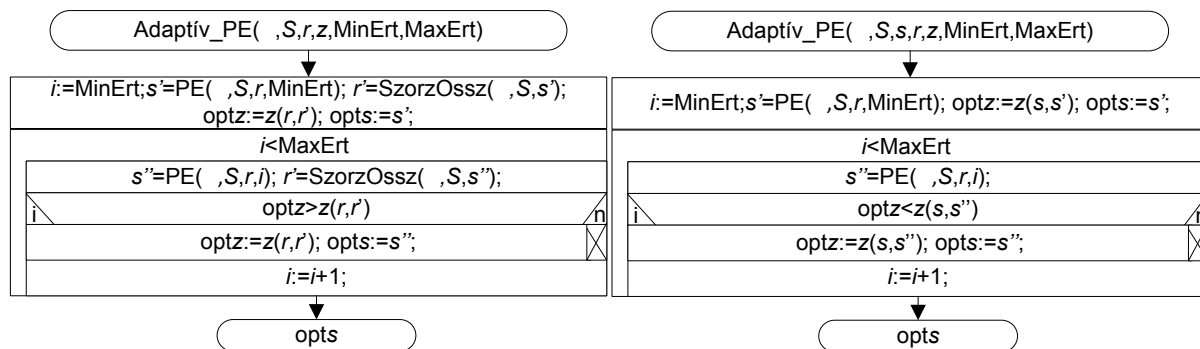 Adaptív_PE( ,S,r,z,MinErt,MaxErt)
i:=MinErt;s'=PE( ,S,r,MinErt); r'=SzorzOssz( ,S,s');
optz:=z(r,r'); opts:=s';
i<MaxErt
s''=PE( ,S,r,i); r'=SzorzOssz( ,S,s'');
i optz>z(r,r') n
optz:=z(r,r'); opts:=s'';
i:=i+1;
opts
Adaptív_PE( ,S,s,r,z,MinErt,MaxErt)
i:=MinErt;s'=PE( ,S,r,MinErt); optz:=z(s,s'); opts:=s';
i<MaxErt
s''=PE( ,S,r,i);
i optz<z(s,s'') n
optz:=z(s,s''); opts:=s'';
i:=i+1;
opts